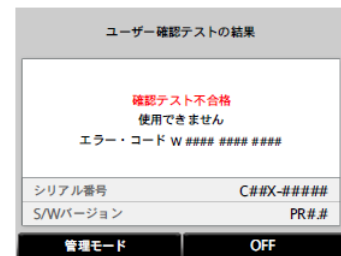 ユーザー確認テストの結果
確認テスト不合格
使用できません
エラー・コード W #### #### ####
シリアル番号 C##X-#####
S/Wバージョン PR#.#
管理モード OFF